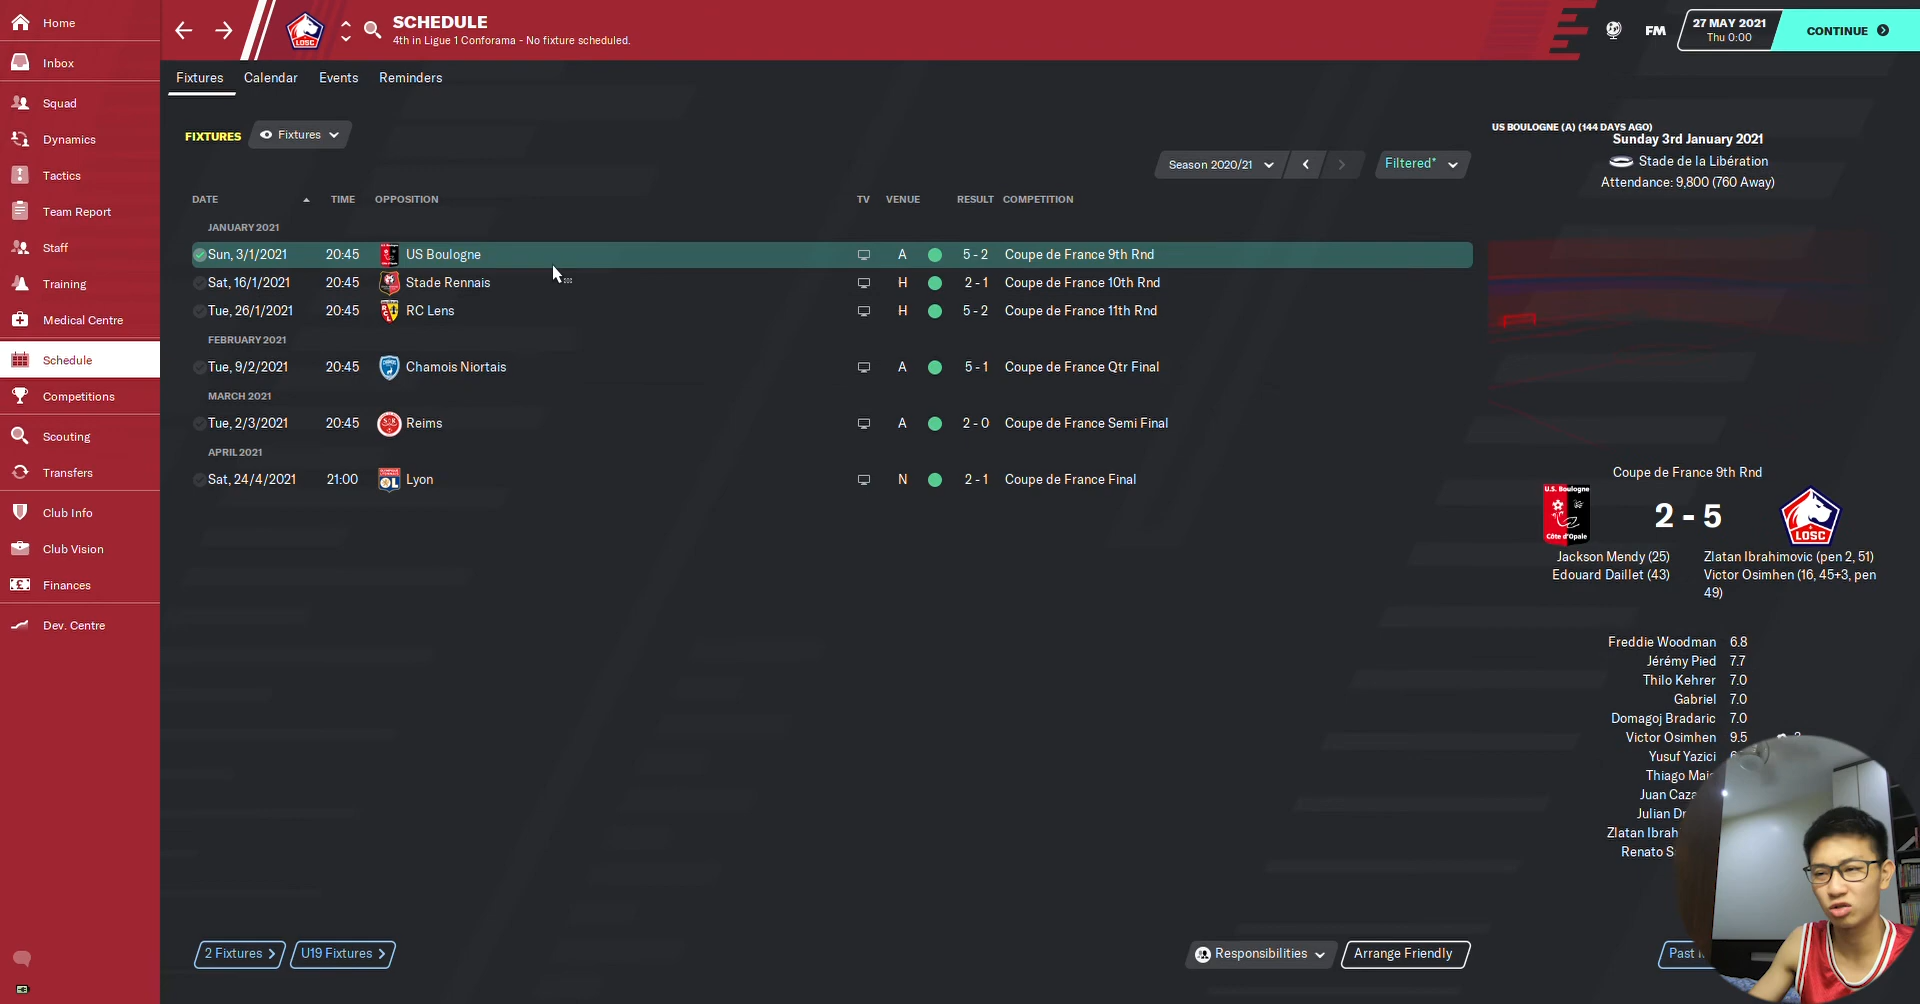 Home
Inbox
Squad
Dynamics
Tactics
Team Report
Staff
Training
Medical Centre
Schedule
Competitions
Scouting
Transfers
Club Info
Club Vision
Finances
Dev. Centre
LOSC
SCHEDULE
4th in Ligue 1 Conforama - No fixture scheduled.
FM
27 MAY 2021
Thu 0:00
CONTINUE
Fixtures Calendar Events Reminders
FIXTURES Fixtures
Season 2020/21 Filtered*
DATE TIME OPPOSITION TV VENUE RESULT COMPETITION
JANUARY 2021
Sun, 3/1/2021 20:45 US Boulogne A 5 - 2 Coupe de France 9th Rnd
Sat, 16/1/2021 20:45 Stade Rennais H 2 - 1 Coupe de France 10th Rnd
Tue, 26/1/2021 20:45 RC Lens H 5 - 2 Coupe de France 11th Rnd
FEBRUARY 2021
Tue, 9/2/2021 20:45 Chamois Niortais A 5 - 1 Coupe de France Qtr Final
MARCH 2021
Tue, 2/3/2021 20:45 Reims A 2 - 0 Coupe de France Semi Final
APRIL 2021
Sat, 24/4/2021 21:00 Lyon N 2 - 1 Coupe de France Final
2 Fixtures U19 Fixtures
Responsibilities Arrange Friendly
US BOULOGNE (A) (144 DAYS AGO)
Sunday 3rd January 2021
Stade de la Libération
Attendance: 9,800 (760 Away)
Coupe de France 9th Rnd
U.S. Boulogne
Côte d'Opale
2 - 5
LOSC
Jackson Mendy (25)
Edouard Daillet (43)
Zlatan Ibrahimovic (pen 2, 51)
Victor Osimhen (16, 45+3, pen
49)
Freddie Woodman 6.8
Jérémy Pied 7.7
Thilo Kehrer 7.0
Gabriel 7.0
Domagoj Bradaric 7.0
Victor Osimhen 9.5
Yusuf Yazici
Thiago
Juan
Julian
Zlatan
Renato
Past